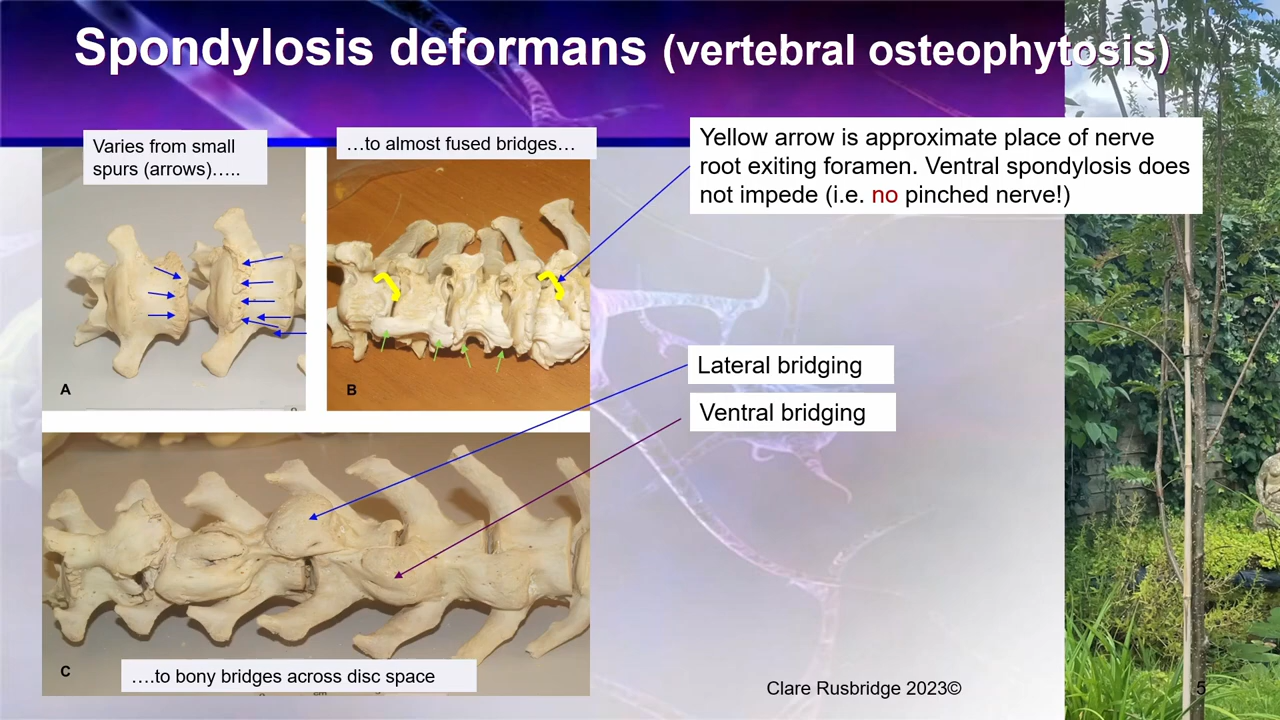 Spondylosis deformans (vertebral osteophytosis)
Varies from small
spurs (arrows)…..
…to almost fused bridges…
Yellow arrow is approximate place of nerve
root exiting foramen. Ventral spondylosis does
not impede (i.e. no pinched nerve!)
A
B
Lateral bridging
Ventral bridging
C
….to bony bridges across disc space
Clare Rusbridge 2023©
5